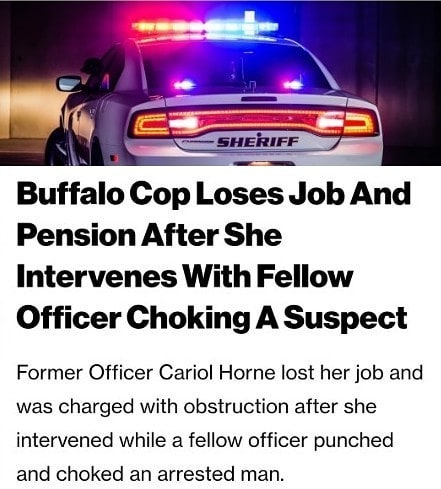 SHERIFF
Buffalo Cop Loses Job And
Pension After She
Intervenes With Fellow
Officer Choking A Suspect
Former Officer Cariol Horne lost her job and
was charged with obstruction after she
intervened while a fellow officer punched
and choked an arrested man.